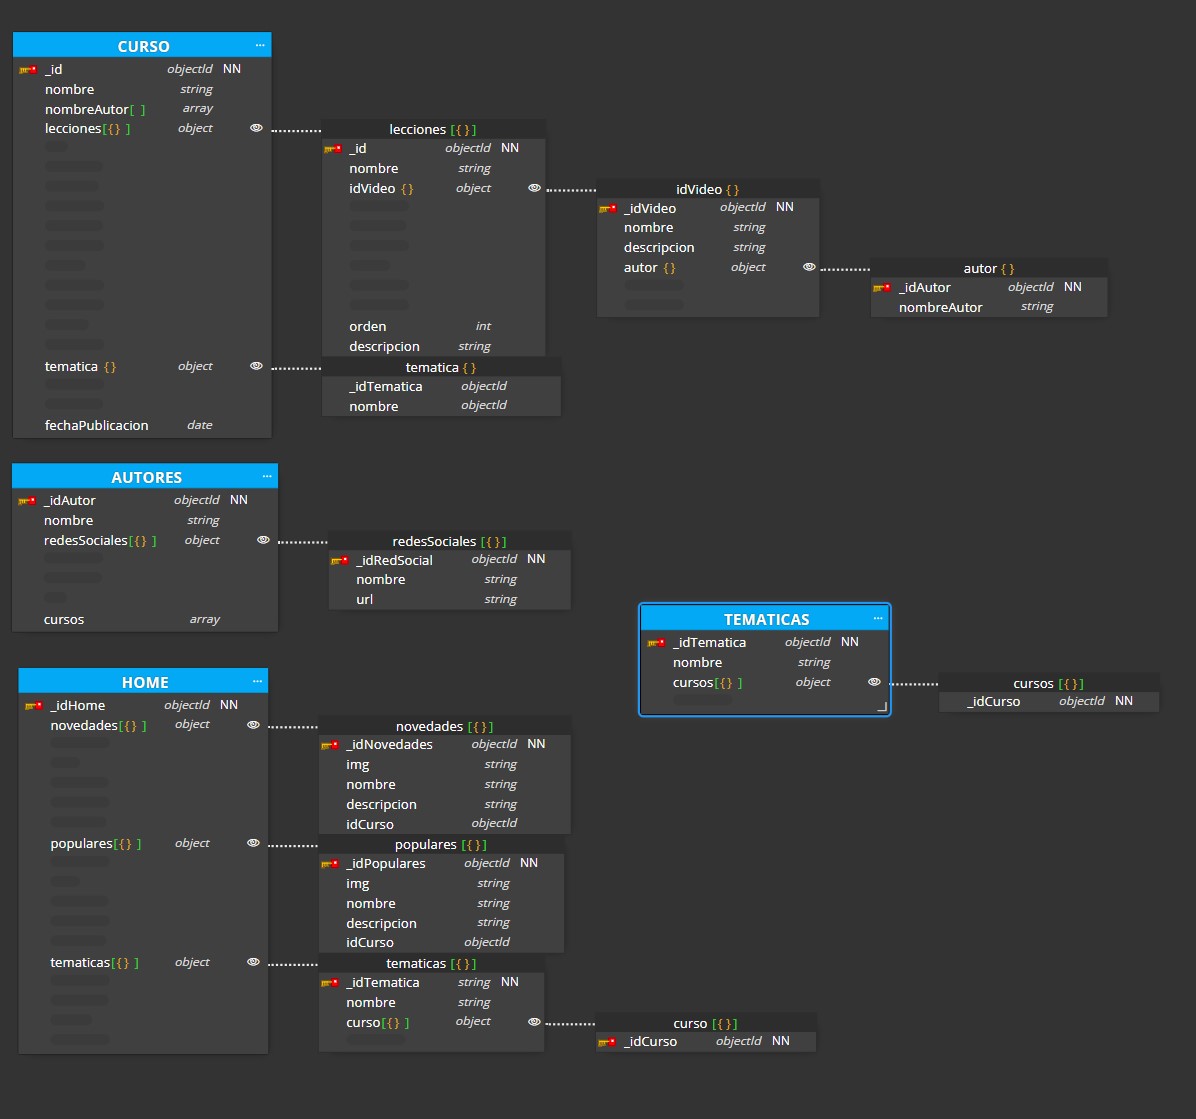 CURSO ...
_id objectId NN
nombre string
nombreAutor[ ] array
lecciones[{} ] object
tematica {} object
fechaPublicacion date
lecciones [{}]
_id objectId NN
nombre string
idVideo {} object
orden int
descripcion string
idVideo {}
_idVideo objectId NN
nombre string
descripcion string
autor {} object
autor {}
_idAutor objectId NN
nombreAutor string
tematica {}
_idTematica objectId
nombre objectId
AUTORES ...
_idAutor objectId NN
nombre string
redesSociales[{} ] object
cursos array
redesSociales [{}]
_idRedSocial objectId NN
nombre string
url string
TEMATICAS ...
_idTematica objectId NN
nombre string
cursos[{} ] object
cursos [{}]
_idCurso objectId NN
HOME ...
_idHome objectId NN
novedades[{} ] object
populares[{} ] object
tematicas[{} ] object
novedades [{}]
_idNovedades objectId NN
img string
nombre string
descripcion string
idCurso objectId
populares [{}]
_idPopulares objectId NN
img string
nombre string
descripcion string
idCurso objectId
tematicas [{}]
_idTematica string NN
nombre string
curso[{} ] object
curso [{}]
_idCurso objectId NN